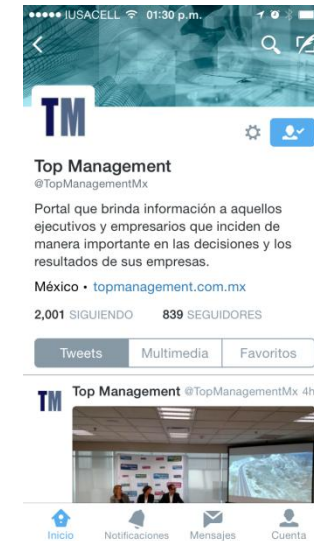 IUSACELL 01:30 p.m.
TM
Top Management
@TopManagementMx
Portal que brinda información a aquellos
ejecutivos y empresarios que inciden de
manera importante en las decisiones y los
resultados de sus empresas.
México • topmanagement.com.mx
2,001 SIGUIENDO 839 SEGUIDORES
Tweets Multimedia Favoritos
TM Top Management @TopManagementMx 4h
Inicio Notificaciones Mensajes Cuenta